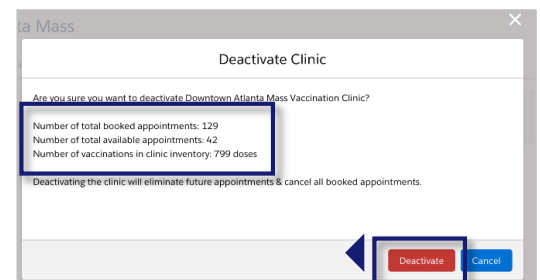 ta Mass
Deactivate Clinic
Are you sure you want to deactivate Downtown Atlanta Mass Vaccination Clinic?
Number of total booked appointments: 129
Number of total available appointments: 42
Number of vaccinations in clinic inventory: 799 doses
Deactivating the clinic will eliminate future appointments & cancel all booked appointments.
Deactivate Cancel